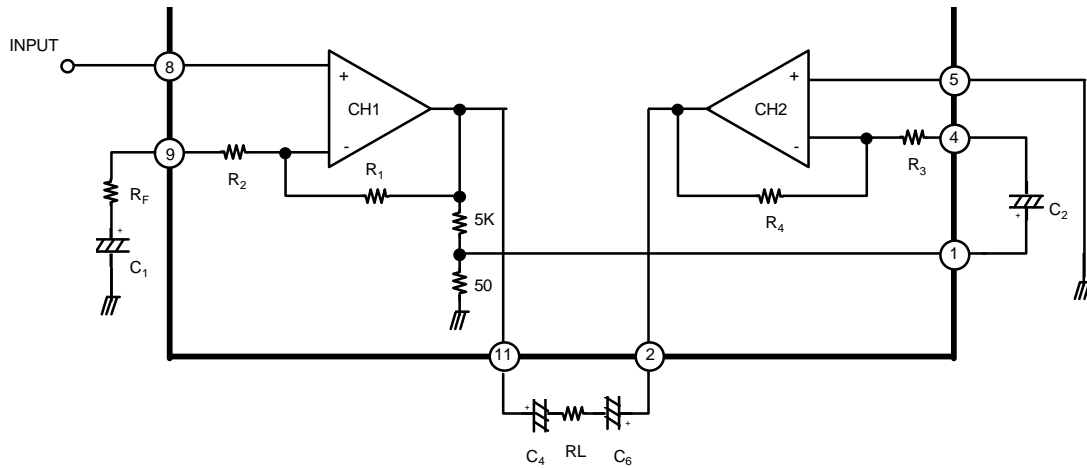 INPUT
8
+
CH1
-
9
R2
R1
RF
+
C1
5K
50
+
CH2
-
5
4
R3
R4
C2
+
1
11
2
+
+
C4
RL
C6